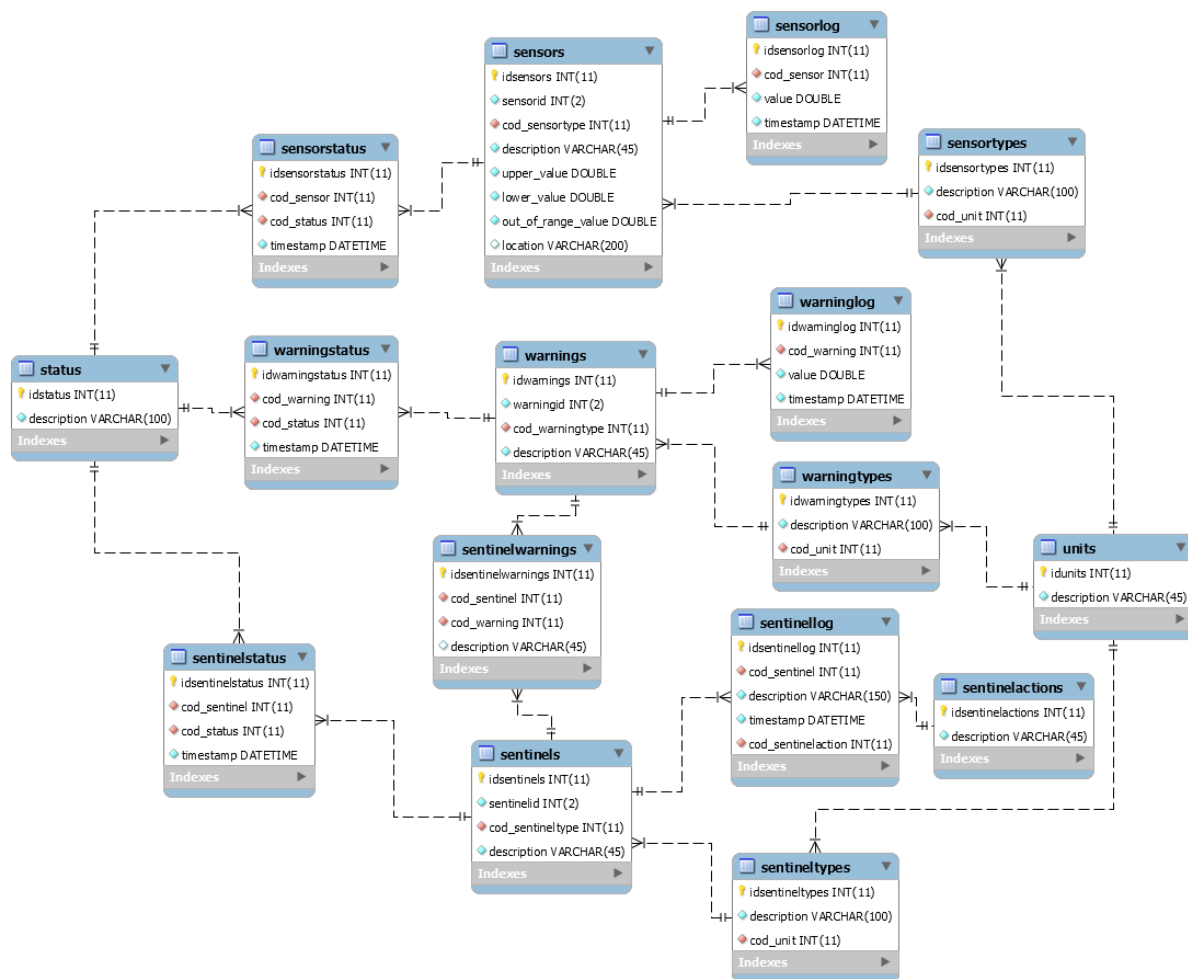 sensorlog
idsensorlog INT(11)
cod_sensor INT(11)
value DOUBLE
timestamp DATETIME
Indexes
sensors
idsensors INT(11)
sensorid INT(2)
cod_sensortype INT(11)
description VARCHAR(45)
upper_value DOUBLE
lower_value DOUBLE
out_of_range_value DOUBLE
location VARCHAR(200)
Indexes
sensortypes
idsensortypes INT(11)
description VARCHAR(100)
cod_unit INT(11)
Indexes
sensorstatus
idsensorstatus INT(11)
cod_sensor INT(11)
cod_status INT(11)
timestamp DATETIME
Indexes
warninglog
idwarninglog INT(11)
cod_warning INT(11)
value DOUBLE
timestamp DATETIME
Indexes
status
idstatus INT(11)
description VARCHAR(100)
Indexes
warningstatus
idwarningstatus INT(11)
cod_warning INT(11)
cod_status INT(11)
timestamp DATETIME
Indexes
warnings
idwarnings INT(11)
warningid INT(2)
cod_warningtype INT(11)
description VARCHAR(45)
Indexes
warningtypes
idwarningtypes INT(11)
description VARCHAR(100)
cod_unit INT(11)
Indexes
units
idunits INT(11)
description VARCHAR(45)
Indexes
sentinelwarnings
idsentinelwarnings INT(11)
cod_sentinel INT(11)
cod_warning INT(11)
description VARCHAR(45)
Indexes
sentinellog
idsentinellog INT(11)
cod_sentinel INT(11)
description VARCHAR(150)
timestamp DATETIME
cod_sentinelaction INT(11)
Indexes
sentinelactions
idsentinelactions INT(11)
description VARCHAR(45)
Indexes
sentinelstatus
idsentinelstatus INT(11)
cod_sentinel INT(11)
cod_status INT(11)
timestamp DATETIME
Indexes
sentinels
idsentinels INT(11)
sentinelid INT(2)
cod_sentineltype INT(11)
description VARCHAR(45)
Indexes
sentineltypes
idsentineltypes INT(11)
description VARCHAR(100)
cod_unit INT(11)
Indexes